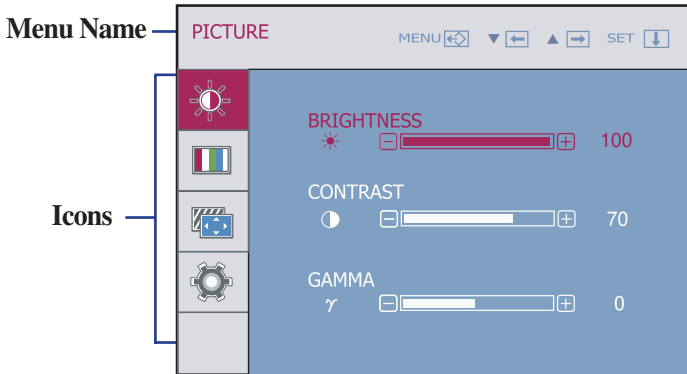 Menu Name
PICTURE MENU ▼ ▲ SET
BRIGHTNESS
100
CONTRAST
70
Icons
GAMMA
γ 0